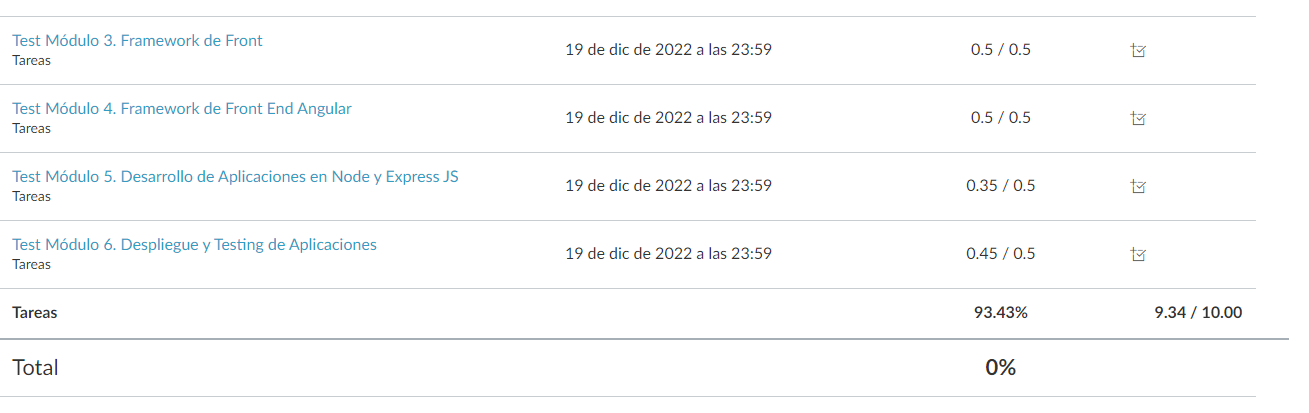 Test Módulo 3. Framework de Front
Tareas
19 de dic de 2022 a las 23:59
0.5 / 0.5
Test Módulo 4. Framework de Front End Angular
Tareas
19 de dic de 2022 a las 23:59
0.5 / 0.5
Test Módulo 5. Desarrollo de Aplicaciones en Node y Express JS
Tareas
19 de dic de 2022 a las 23:59
0.35 / 0.5
Test Módulo 6. Despliegue y Testing de Aplicaciones
Tareas
19 de dic de 2022 a las 23:59
0.45 / 0.5
Tareas 93.43% 9.34 / 10.00
Total 0%